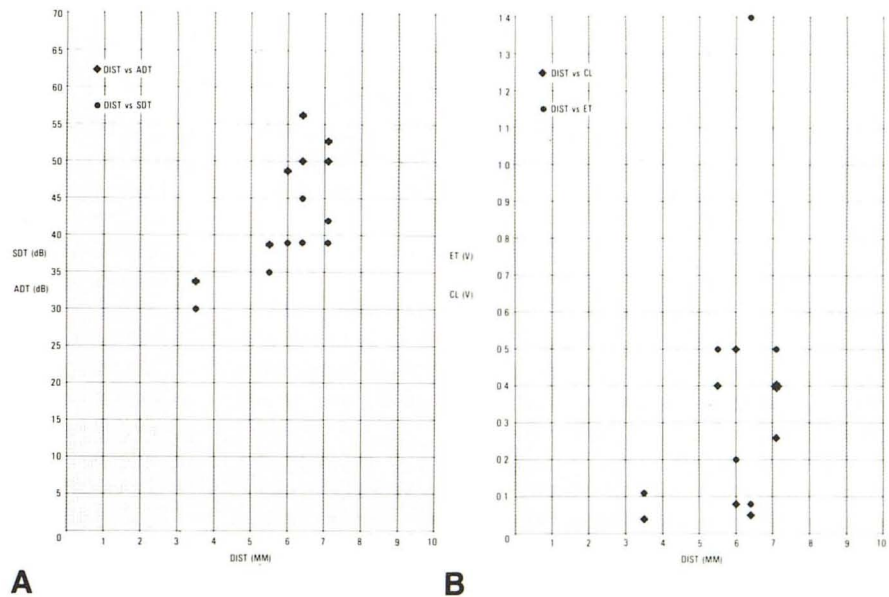 70
65
60
55
50
45
40
SDT (dB)
35
ADT (dB)
30
25
20
15
10
5
0
1 2 3 4 5 6 7 8 9 10
DIST (MM)
DIST vs ADT
DIST vs SDT
A
1 4
1 3
1 2
1 1
1 0
0 9
0 8
ET (V)
0 7
CL (V)
0 6
0 5
0 4
0 3
0 2
0 1
0
1 2 3 4 5 6 7 8 9 10
DIST (MM)
DIST vs CL
DIST vs ET
B